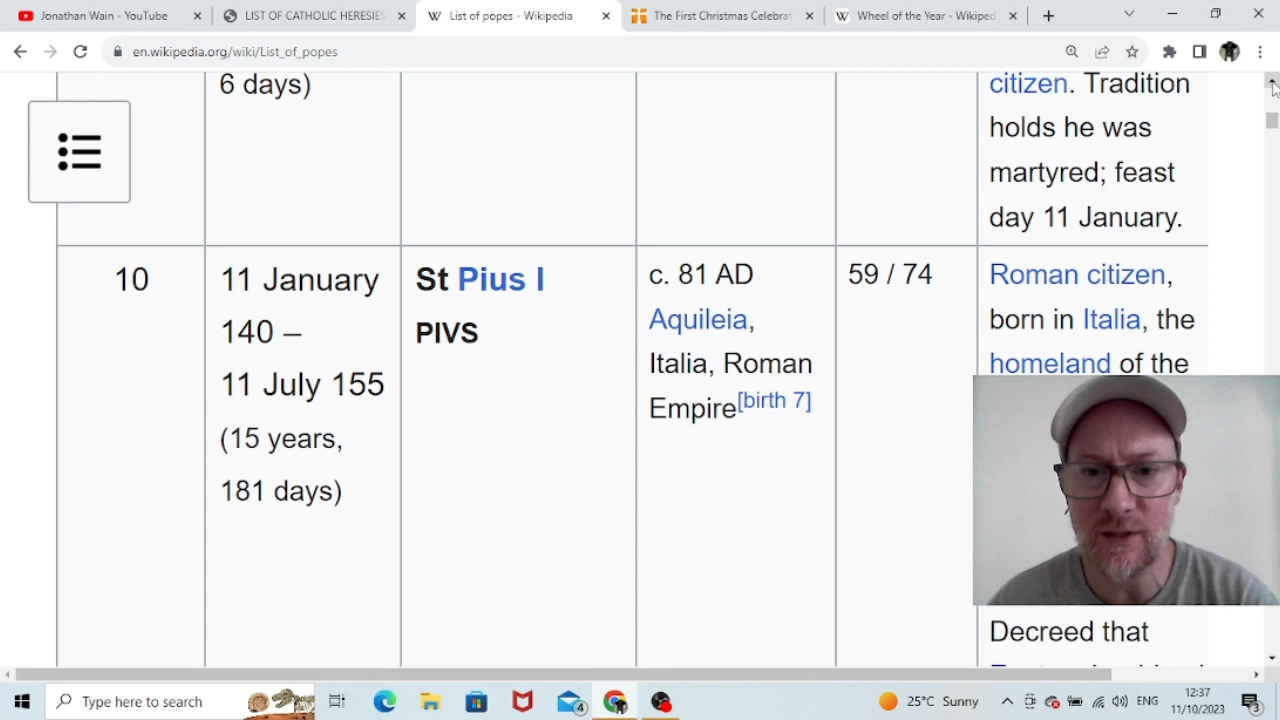 Jonathan Wain - YouTube
LIST OF CATHOLIC HERESIES
List of popes - Wikipedia
The First Christmas Celebrat
Wheel of the Year - Wikiped
en.wikipedia.org/wiki/List_of_popes
6 days)
citizen. Tradition
holds he was
martyred; feast
day 11 January.
10
11 January
140 –
11 July 155
(15 years,
181 days)
St Pius I
PIVS
c. 81 AD
Aquileia,
Italia, Roman
Empire[birth 7]
59 / 74
Roman citizen,
born in Italia, the
homeland of the
Decreed that
Type here to search
4
25°C Sunny
ENG
12:37
11/10/2023
3